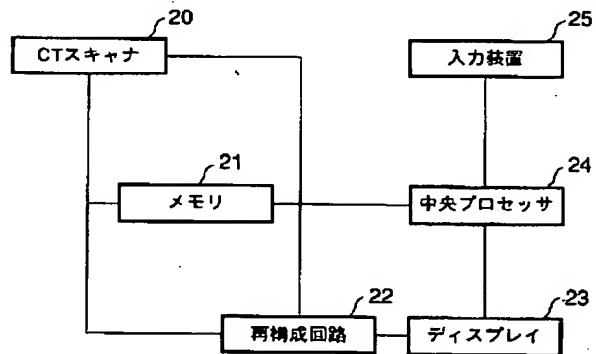 20
CTスキャナ
25
入力装置
21
メモリ
24
中央プロセッサ
22
再構成回路
23
ディスプレイ